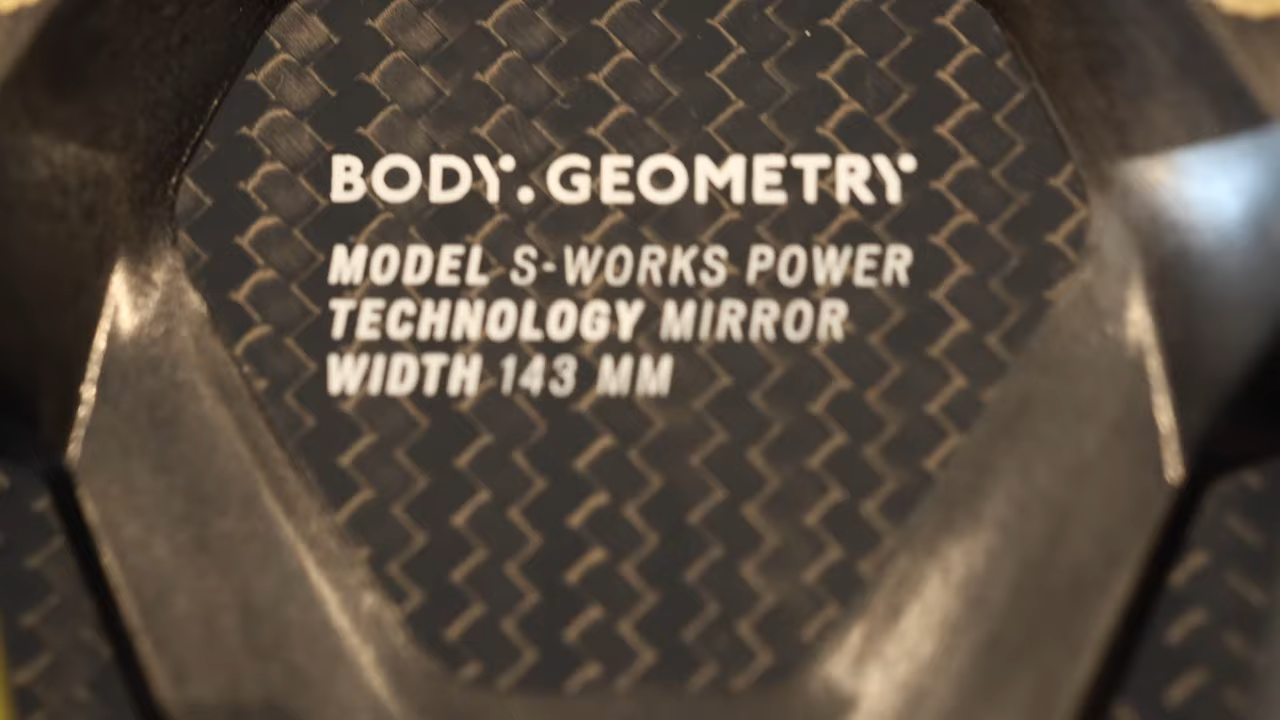 BODY.GEOMETRY
MODEL S-WORKS POWER
TECHNOLOGY MIRROR
WIDTH 143 MM